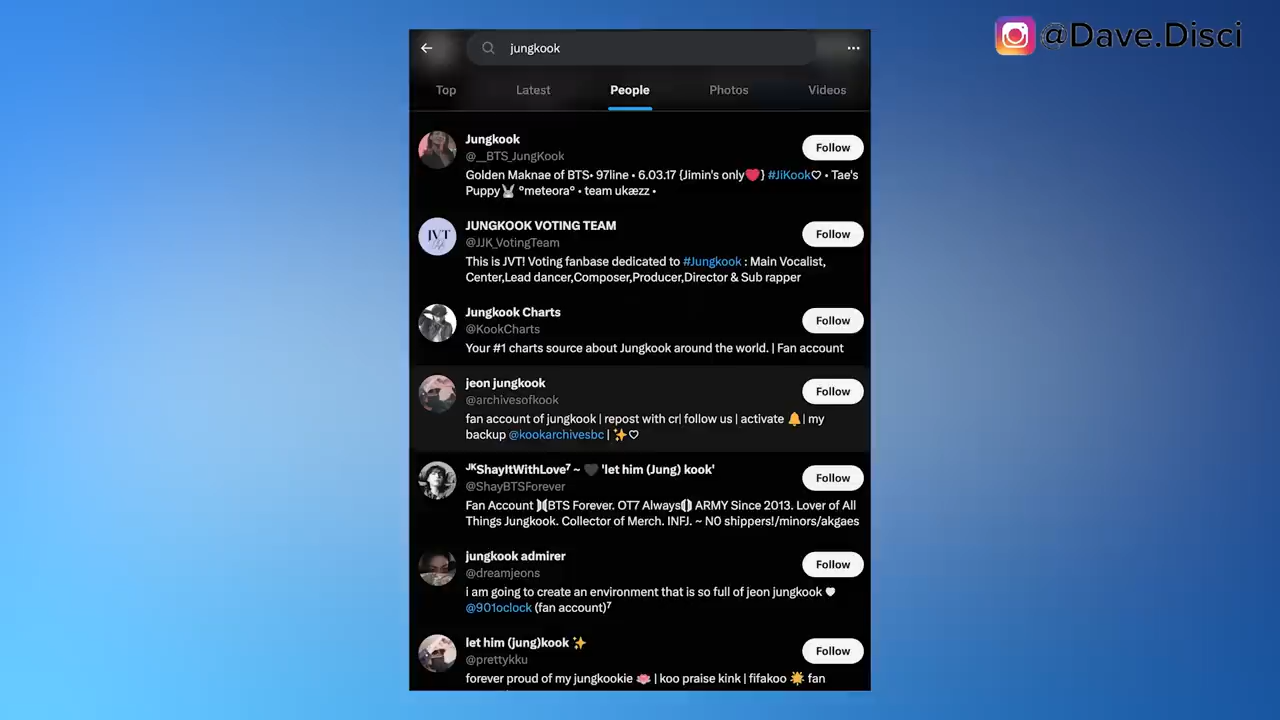 @Dave.Disci
jungkook
Top Latest People Photos Videos
Jungkook
@__BTS_JungKook
Follow
Golden Maknae of BTS• 97line • 6.03.17 {Jimin's only❤️} #JiKook♡ • Tae's
Puppy🐰 °meteora° • team ukæzz •
JVT
JUNGKOOK VOTING TEAM
@JJK_VotingTeam
Follow
This is JVT! Voting fanbase dedicated to #Jungkook : Main Vocalist,
Center,Lead dancer,Composer,Producer,Director & Sub rapper
Jungkook Charts
@KookCharts
Follow
Your #1 charts source about Jungkook around the world. | Fan account
jeon jungkook
@archivesofkook
Follow
fan account of jungkook | repost with cr| follow us | activate 🔔| my
backup @kookarchivesbc | ✨♡
ᴶᴷShayItWithLove⁷ ~ 🖤 'let him (Jung) kook'
@ShayBTSForever
Follow
Fan Account BTS Forever. OT7 Always ARMY Since 2013. Lover of All
Things Jungkook. Collector of Merch. INFJ. ~ N0 shippers!/minors/akgaes
jungkook admirer
@dreamjeons
Follow
i am going to create an environment that is so full of jeon jungkook 🤍
@901oclock (fan account)⁷
let him (jung)kook ✨
@prettykku
Follow
forever proud of my jungkookie 🪷 | koo praise kink | fifakoo ☀️ fan